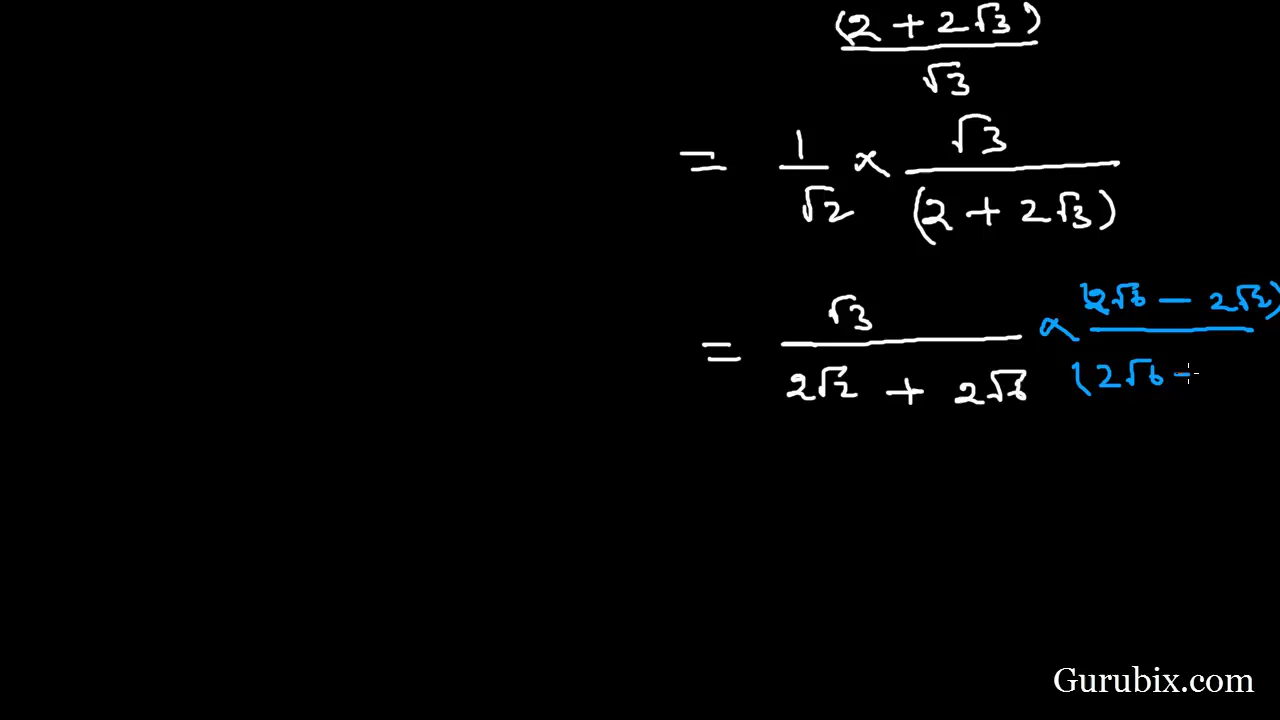 (2 + 2√3)
√3
= 1/√2 × √3/(2 + 2√3)
= √3/(2√2 + 2√6) × (2√6 - 2√2)/(2√6 -
Gurubix.com